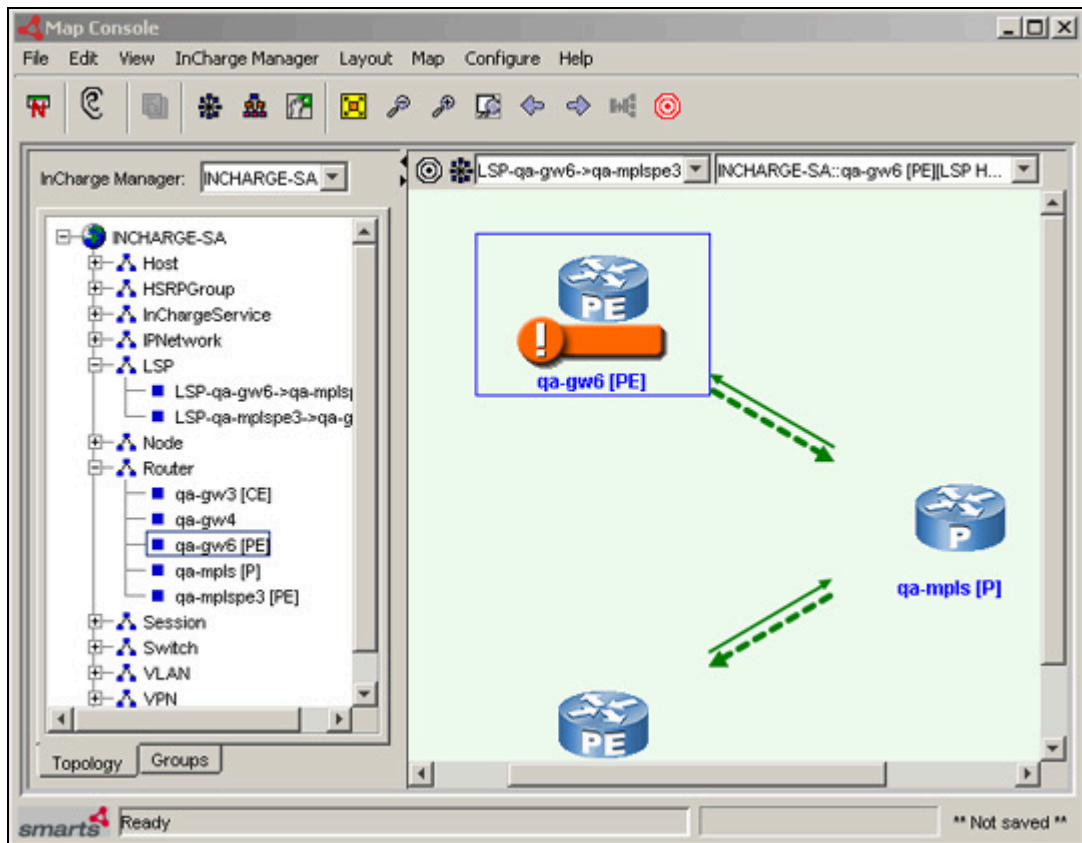 Map Console
File Edit View InCharge Manager Layout Map Configure Help
InCharge Manager: INCHARGE-SA
LSP-qa-gw6->qa-mplspe3 INCHARGE-SA::qa-gw6 [PE][LSP H...
INCHARGE-SA
Host
HSRPGroup
InChargeService
IPNetwork
LSP
LSP-qa-gw6->qa-mplsp
LSP-qa-mplspe3->qa-g
Node
Router
qa-gw3 [CE]
qa-gw4
qa-gw6 [PE]
qa-mpls [P]
qa-mplspe3 [PE]
Session
Switch
VLAN
VPN
Topology Groups
PE
!
qa-gw6 [PE]
P
qa-mpls [P]
PE
smarts Ready ** Not saved **